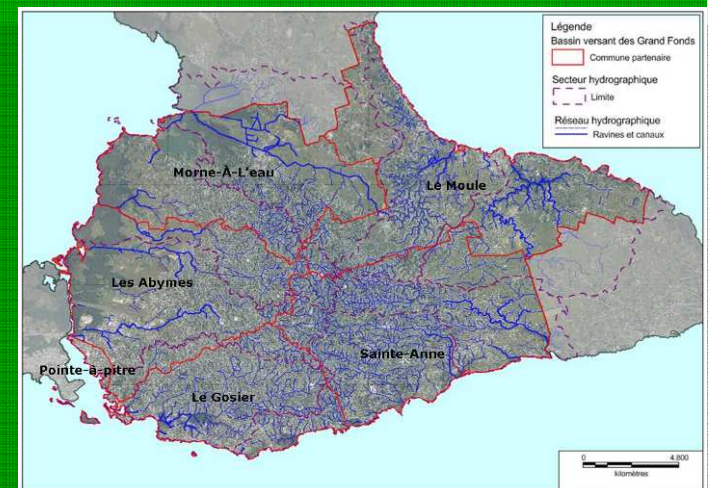 Légende
Bassin versant des Grand Fonds
Commune partenaire
Secteur hydrographique
Limite
Réseau hydrographique
Ravines et canaux
Morne-À-L'eau
Le Moule
Les Abymes
Sainte-Anne
Pointe-à-pitre
Le Gosier
0 4.800
kilomètres